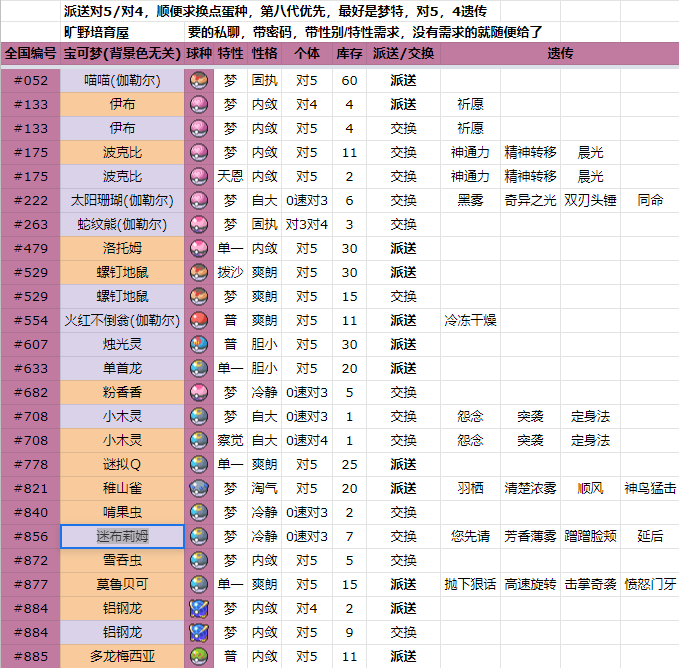 派送对5/对4，顺便求换点蛋种，第八代优先，最好是梦特，对5，4遗传
旷野培育屋 要的私聊，带密码，带性别/特性需求，没有需求的就随便给了
全国编号 宝可梦(背景色无关) 球种 特性 性格 个体 库存 派送/交换 遗传
#052 喵喵(伽勒尔) 梦 固执 对5 60 派送
#133 伊布 梦 内敛 对4 4 派送 祈愿
#133 伊布 梦 内敛 对5 4 交换 祈愿
#175 波克比 梦 内敛 对5 11 交换 神通力 精神转移 晨光
#175 波克比 天恩 内敛 对5 2 交换 神通力 精神转移 晨光
#222 太阳珊瑚(伽勒尔) 梦 自大 0速对3 6 交换 黑雾 奇异之光 双刃头锤 同命
#263 蛇纹熊(伽勒尔) 梦 固执 对3对4 3 交换
#479 洛托姆 单一 内敛 对5 30 派送
#529 螺钉地鼠 拨沙 爽朗 对5 30 派送
#529 螺钉地鼠 梦 爽朗 对5 15 交换
#554 火红不倒翁(伽勒尔) 普 爽朗 对5 11 派送 冷冻干燥
#607 烛光灵 普 胆小 对5 30 派送
#633 单首龙 单一 胆小 对5 20 派送
#682 粉香香 梦 冷静 0速对3 5 交换
#708 小木灵 梦 自大 0速对3 1 交换 怨念 突袭 定身法
#708 小木灵 察觉 自大 0速对4 1 交换 怨念 突袭 定身法
#778 谜拟Q 单一 爽朗 对5 25 派送
#821 稚山雀 梦 淘气 对5 20 派送 羽栖 清楚浓雾 顺风 神鸟猛击
#840 啃果虫 梦 冷静 0速对3 2 交换
#856 迷布莉姆 梦 冷静 0速对3 7 交换 您先请 芳香薄雾 蹭蹭脸颊 延后
#872 雪吞虫 梦 内敛 对5 5 交换
#877 莫鲁贝可 单一 爽朗 对5 15 派送 抛下狠话 高速旋转 击掌奇袭 愤怒门牙
#884 铝钢龙 梦 内敛 对4 2 派送
#884 铝钢龙 梦 内敛 对5 9 交换
#885 多龙梅西亚 普 内敛 对5 11 派送